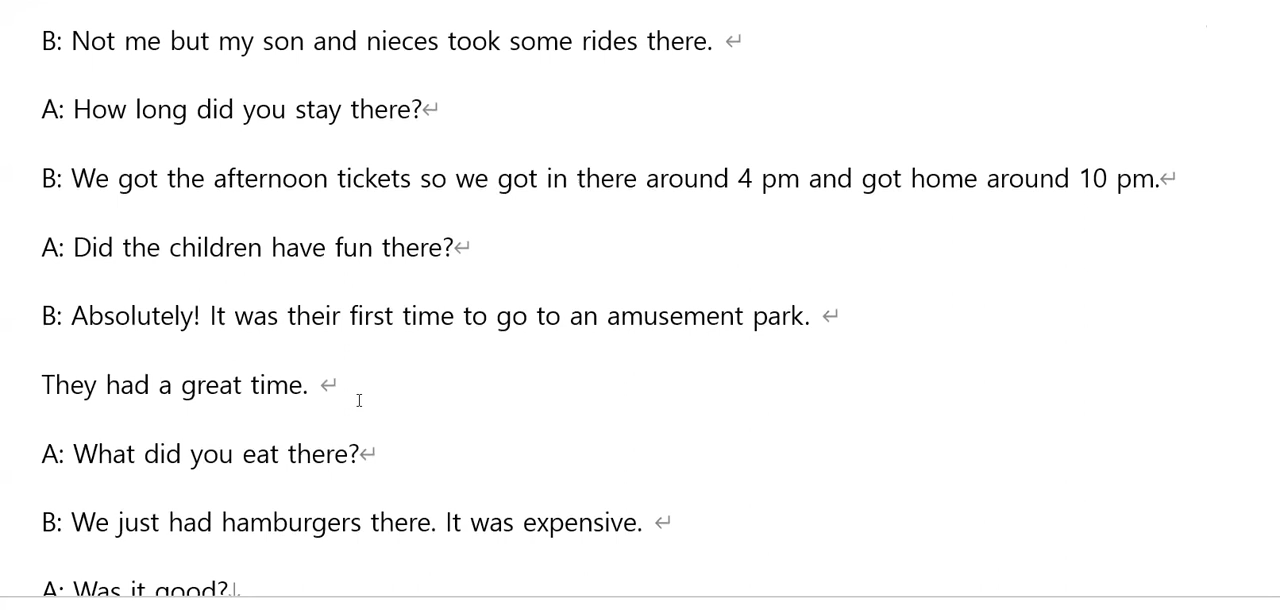 B: Not me but my son and nieces took some rides there.
A: How long did you stay there?
B: We got the afternoon tickets so we got in there around 4 pm and got home around 10 pm.
A: Did the children have fun there?
B: Absolutely! It was their first time to go to an amusement park.
They had a great time.
A: What did you eat there?
B: We just had hamburgers there. It was expensive.
A: Was it good?